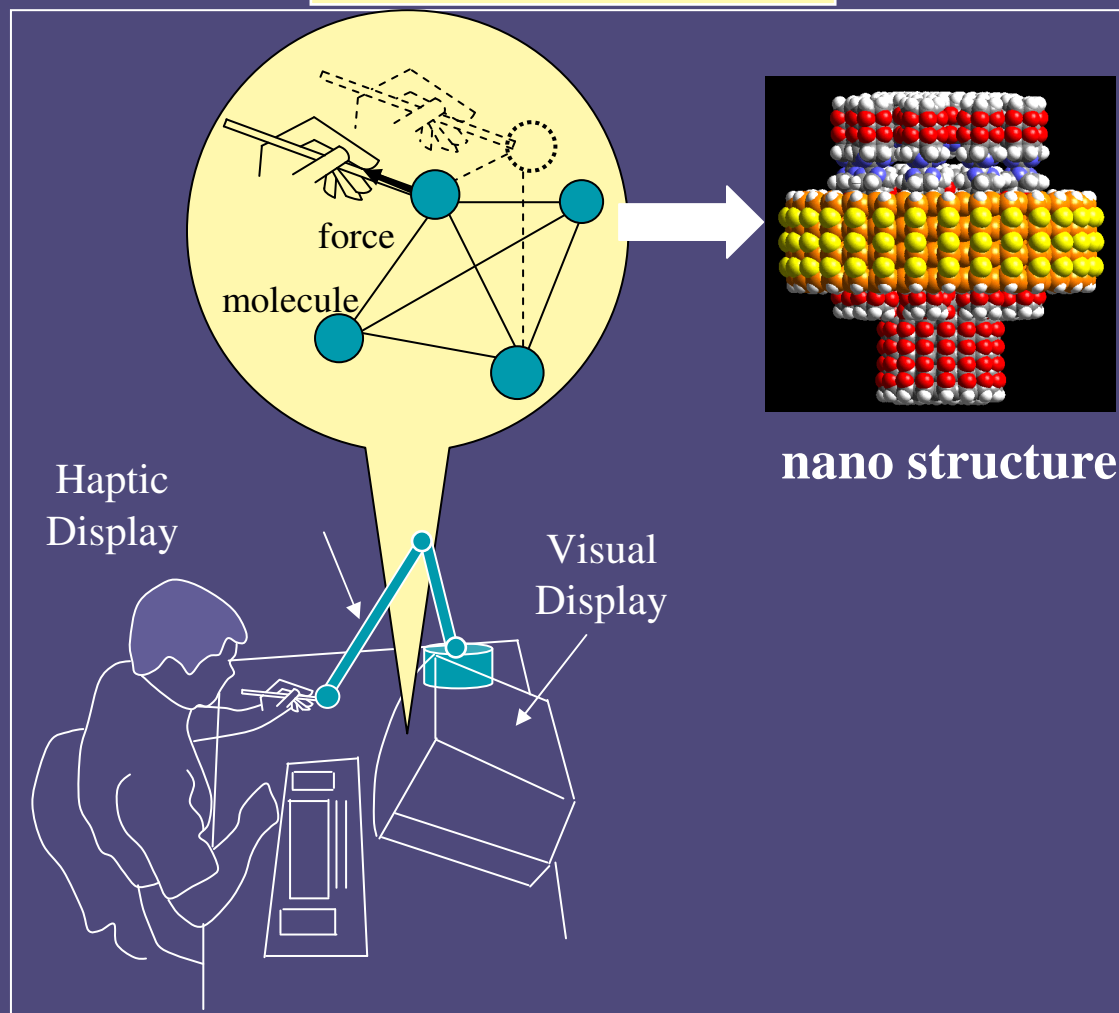 force
molecule
nano structure
Haptic
Display
Visual
Display